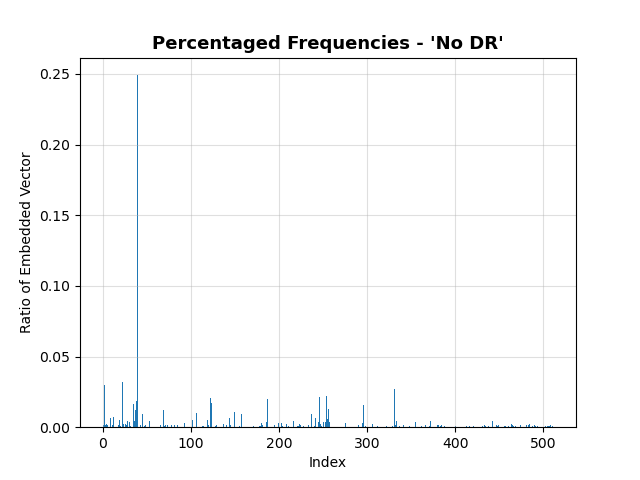 Percentaged Frequencies - 'No DR'
0.25
0.20
0.15
0.10
0.05
0.00
Ratio of Embedded Vector
0 100 200 300 400 500
Index